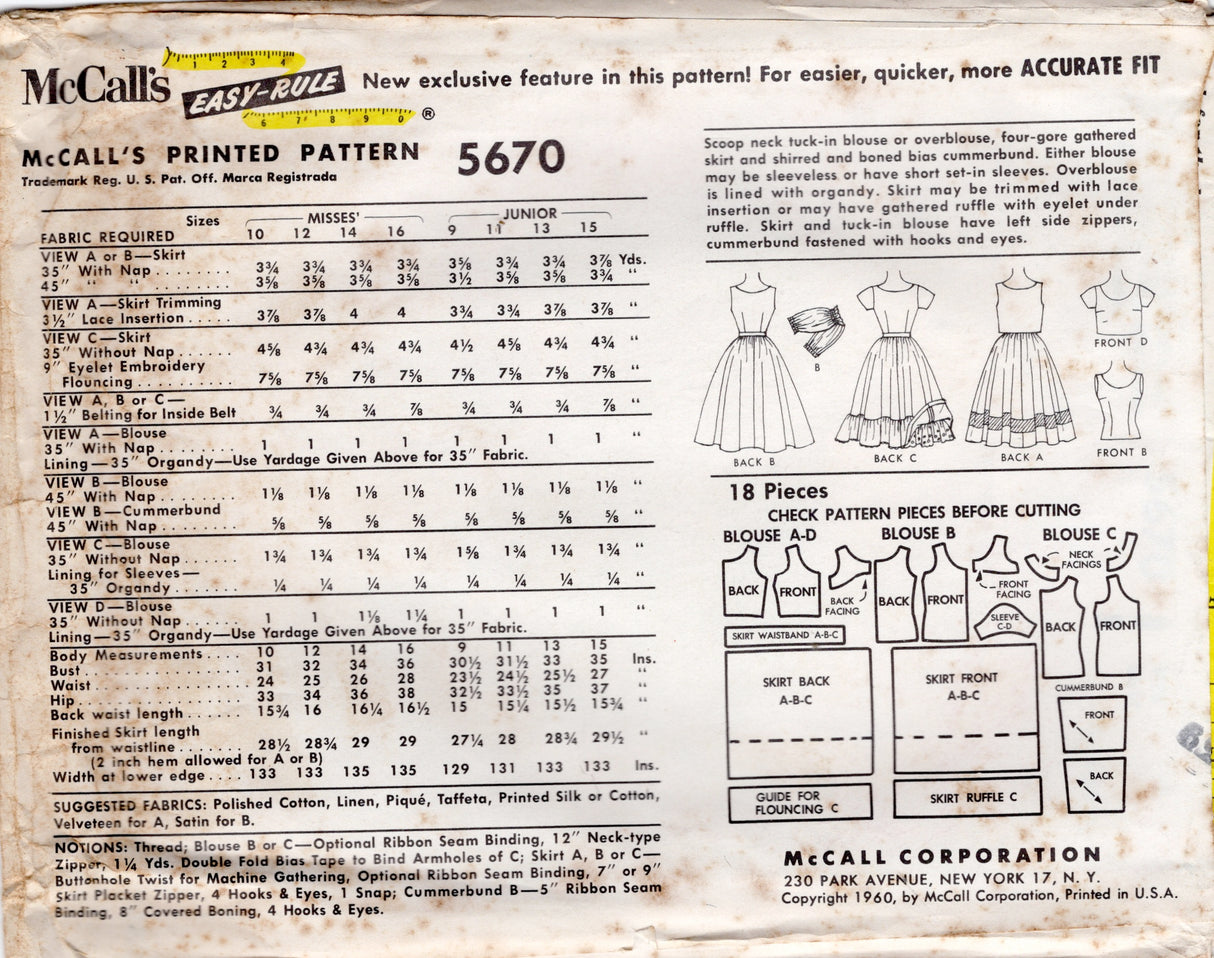 McCall's EASY-RULE ® New exclusive feature in this pattern! For easier, quicker, more ACCURATE FIT
1 2 3 4
6 7 8 9 0
McCALL'S PRINTED PATTERN 5670
Trademark Reg. U. S. Pat. Off. Marca Registrada
Sizes MISSES' JUNIOR
FABRIC REQUIRED 10 12 14 16 9 11 13 15
VIEW A or B—Skirt
35" With Nap ........ 3¾ 3¾ 3¾ 3¾ 3⅝ 3¾ 3¾ 3⅞ Yds.
45" " " ........ 3⅝ 3⅝ 3⅝ 3⅝ 3½ 3⅝ 3⅝ 3¾ "
VIEW A—Skirt Trimming
3½" Lace Insertion ..... 3⅞ 3⅞ 4 4 3¾ 3¾ 3⅞ 3⅞ "
VIEW C—Skirt
35" Without Nap ...... 4⅝ 4¾ 4¾ 4¾ 4½ 4⅝ 4¾ 4¾ "
9" Eyelet Embroidery
Flouncing .......... 7⅝ 7⅝ 7⅝ 7⅝ 7⅝ 7⅝ 7⅝ 7⅝ "
VIEW A, B or C—
1½" Belting for Inside Belt ¾ ¾ ¾ ⅞ ¾ ¾ ¾ ⅞ "
VIEW A—Blouse
35" With Nap ........ 1 1 1 1 1 1 1 1 "
Lining—35" Organdy—Use Yardage Given Above for 35" Fabric.
VIEW B—Blouse
45" With Nap ........ 1⅛ 1⅛ 1⅛ 1⅛ 1⅛ 1⅛ 1⅛ 1⅛ "
VIEW B—Cummerbund
45" With Nap ........ ⅝ ⅝ ⅝ ⅝ ⅝ ⅝ ⅝ ⅝ "
VIEW C—Blouse
35" Without Nap ...... 1¾ 1¾ 1¾ 1¾ 1⅝ 1¾ 1¾ 1¾ "
Lining for Sleeves—
35" Organdy ....... ¼ ¼ ¼ ¼ ¼ ¼ ¼ ¼ "
VIEW D—Blouse
35" Without Nap ...... 1 1 1⅛ 1¼ 1 1 1 1 "
Lining—35" Organdy—Use Yardage Given Above for 35" Fabric.
Body Measurements .... 10 12 14 16 9 11 13 15
Bust ................ 31 32 34 36 30½ 31½ 33 35 Ins.
Waist ............... 24 25 26 28 23½ 24½ 25½ 27 "
Hip ................. 33 34 36 38 32½ 33½ 35 37 "
Back waist length ...... 15¾ 16 16¼ 16½ 15 15¼ 15½ 15¾ "
Finished Skirt length
from waistline ....... 28½ 28¾ 29 29 27¼ 28 28¾ 29½ "
(2 inch hem allowed for A or B)
Width at lower edge .... 133 133 135 135 129 131 133 133 Ins.
SUGGESTED FABRICS: Polished Cotton, Linen, Piqué, Taffeta, Printed Silk or Cotton,
Velveteen for A, Satin for B.
NOTIONS: Thread; Blouse B or C—Optional Ribbon Seam Binding, 12" Neck-type
Zipper, 1¼ Yds. Double Fold Bias Tape to Bind Armholes of C; Skirt A, B or C—
Buttonhole Twist for Machine Gathering, Optional Ribbon Seam Binding, 7" or 9"
Skirt Placket Zipper, 4 Hooks & Eyes, 1 Snap; Cummerbund B—5" Ribbon Seam
Binding, 8" Covered Boning, 4 Hooks & Eyes.
Scoop neck tuck-in blouse or overblouse, four-gore gathered
skirt and shirred and boned bias cummerbund. Either blouse
may be sleeveless or have short set-in sleeves. Overblouse
is lined with organdy. Skirt may be trimmed with lace
insertion or may have gathered ruffle with eyelet under
ruffle. Skirt and tuck-in blouse have left side zippers,
cummerbund fastened with hooks and eyes.
FRONT D
B
BACK B BACK C BACK A FRONT B
18 Pieces
CHECK PATTERN PIECES BEFORE CUTTING
BLOUSE A-D BLOUSE B BLOUSE C
NECK
FACINGS
BACK FRONT BACK
FACING
BACK FRONT FRONT
FACING
SLEEVE
C-D
BACK FRONT
SKIRT WAISTBAND A-B-C
SKIRT BACK
A-B-C
SKIRT FRONT
A-B-C
CUMMERBUND B
FRONT
BACK
GUIDE FOR
FLOUNCING C
SKIRT RUFFLE C
McCALL CORPORATION
230 PARK AVENUE, NEW YORK 17, N. Y.
Copyright 1960, by McCall Corporation, Printed in U.S.A.